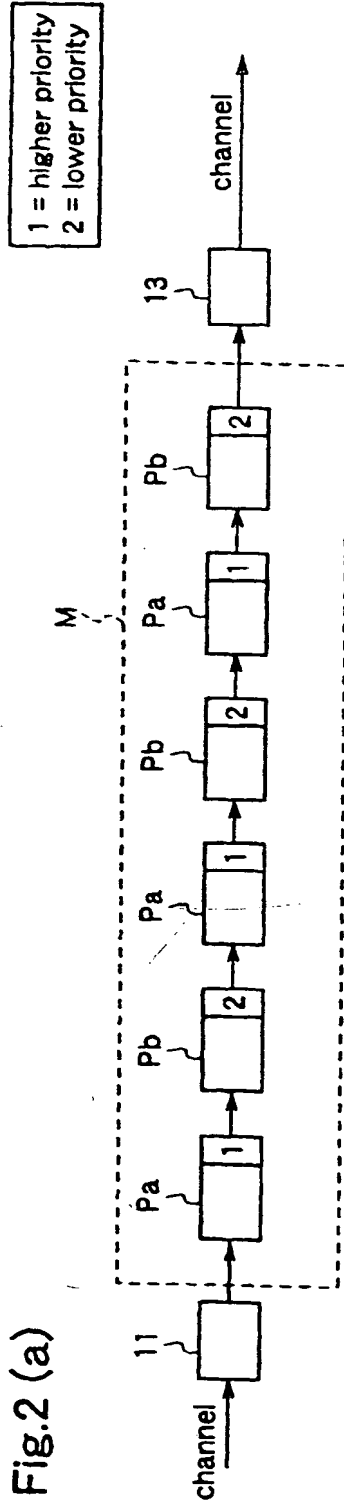 Fig.2 (a)
1 = higher priority
2 = lower priority
M
channel
11
Pa
1
Pb
2
Pa
1
Pb
2
Pa
1
Pb
2
13
channel